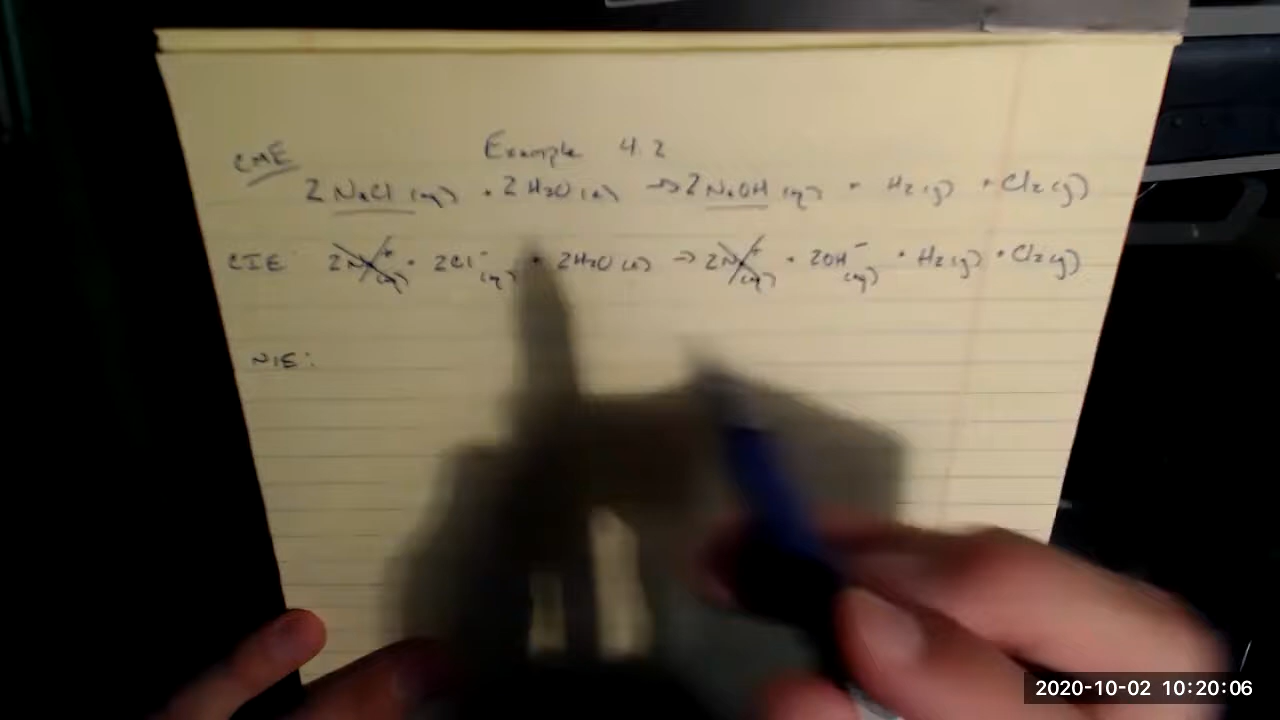 Example 4.2
CME
2 NaCl (aq) + 2 H2O (l) → 2 NaOH (aq) + H2 (g) + Cl2 (g)
CIE 2Na+ (aq) + 2Cl- (aq) + 2H2O (l) → 2Na+ (aq) + 2OH- (aq) + H2 (g) + Cl2 (g)
NIE:
2020-10-02 10:20:06